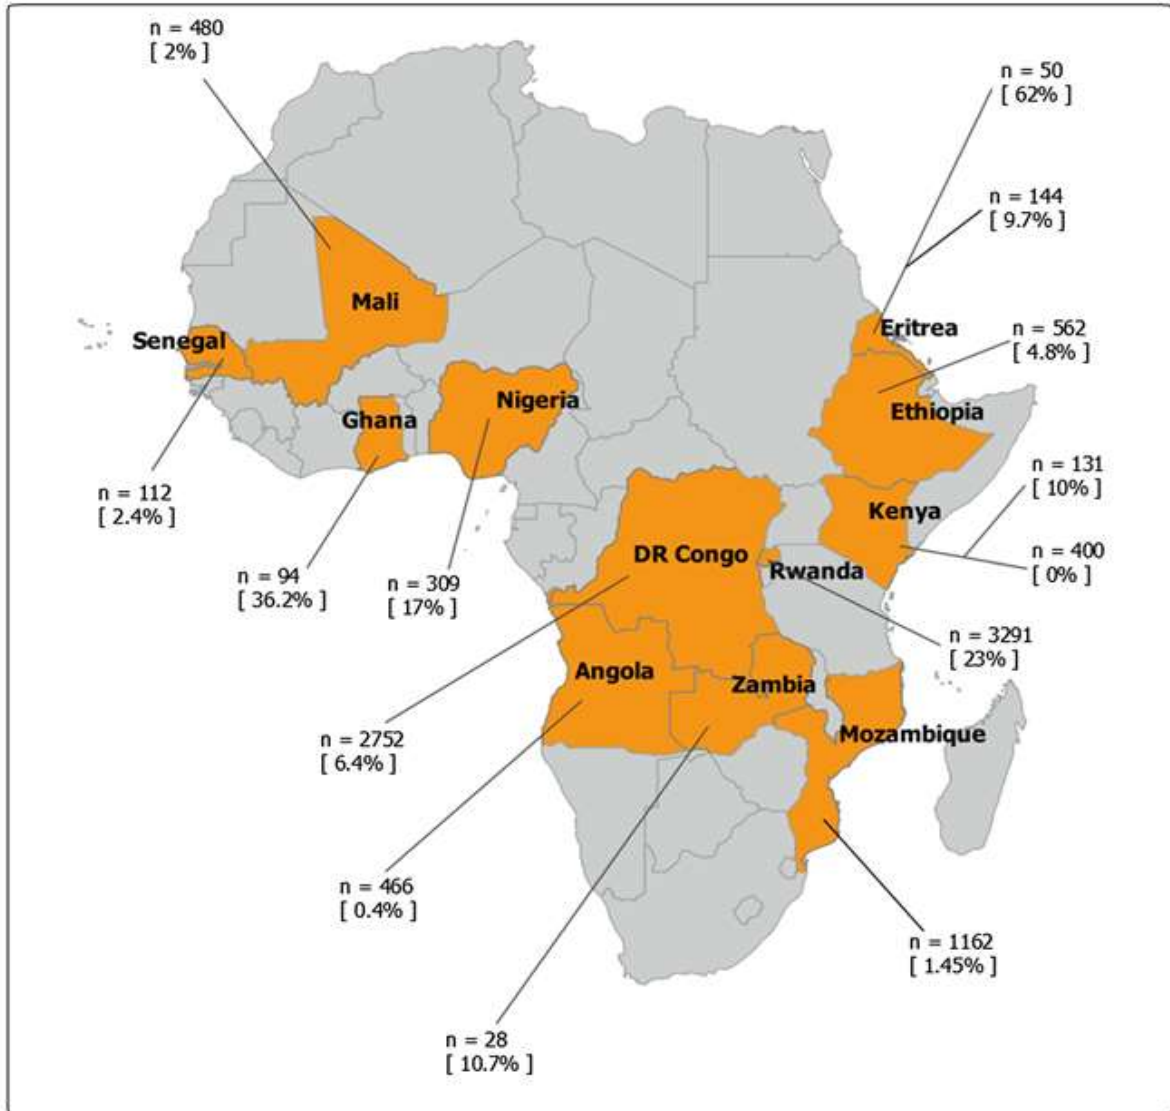 n = 480
[ 2% ]
n = 50
[ 62% ]
n = 144
[ 9.7% ]
Mali
Senegal
Eritrea
n = 562
[ 4.8% ]
Nigeria
Ghana
Ethiopia
n = 112
[ 2.4% ]
n = 131
[ 10% ]
Kenya
DR Congo
n = 400
[ 0% ]
Rwanda
n = 94
[ 36.2% ]
n = 309
[ 17% ]
n = 3291
[ 23% ]
Angola
Zambia
Mozambique
n = 2752
[ 6.4% ]
n = 466
[ 0.4% ]
n = 1162
[ 1.45% ]
n = 28
[ 10.7% ]